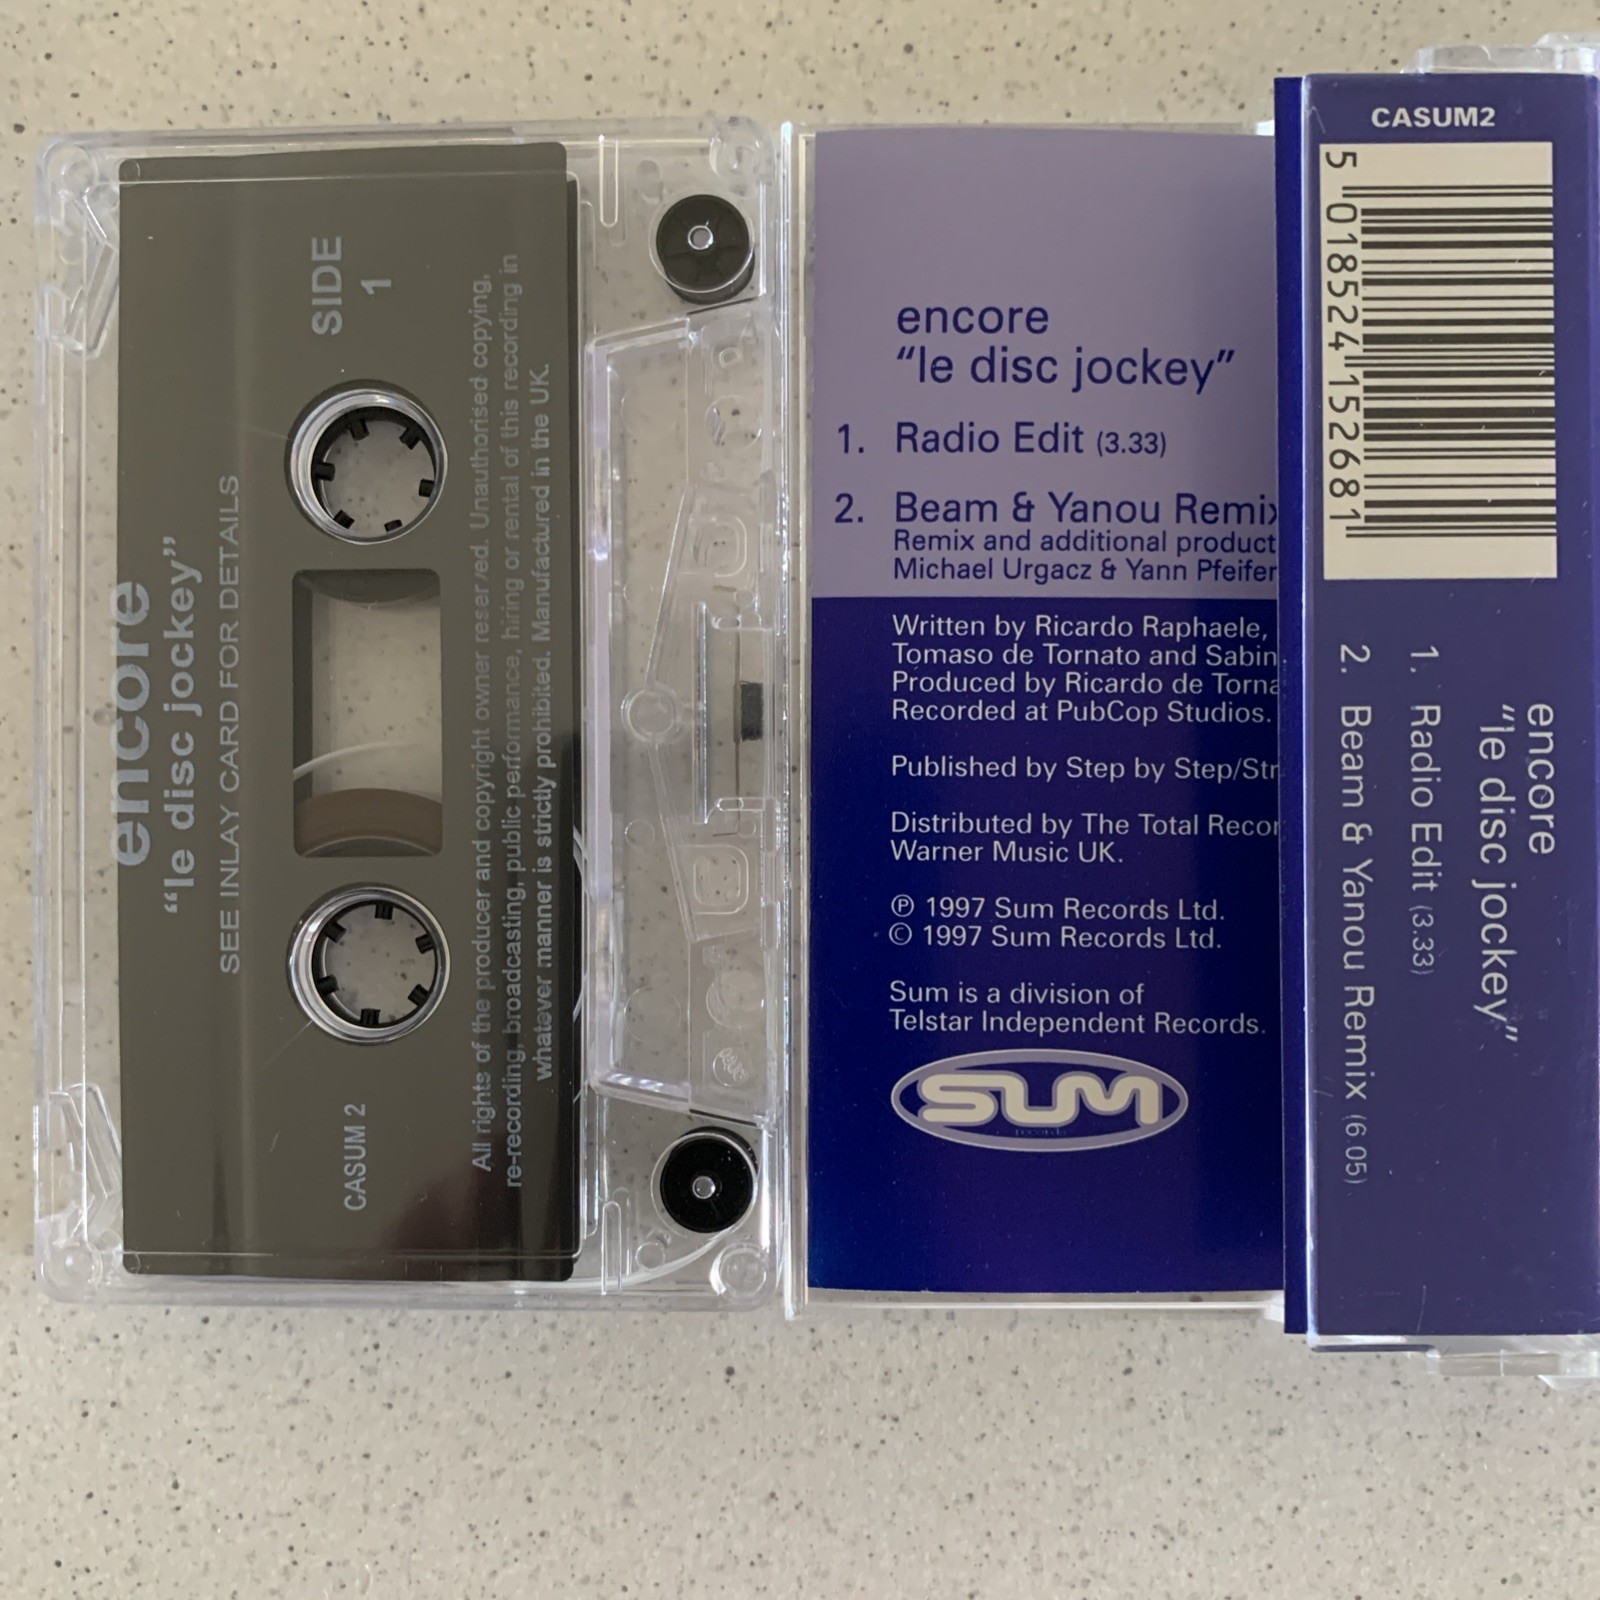 encore
“le disc jockey”
SEE INLAY CARD FOR DETAILS
SIDE
1
CASUM 2
All rights of the producer and copyright owner reser ed. Unauthorised copying,
re-recording, broadcasting, public performance, hiring or rental of this recording in
whatever manner is strictly prohibited. Manufactured in the UK.
encore
“le disc jockey”
1. Radio Edit (3.33)
2. Beam & Yanou Remix
Remix and additional product
Michael Urgacz & Yann Pfeifer
Written by Ricardo Raphaele,
Tomaso de Tornato and Sabin
Produced by Ricardo de Torna
Recorded at PubCop Studios.
Published by Step by Step/Str
Distributed by The Total Recor
Warner Music UK.
℗ 1997 Sum Records Ltd.
© 1997 Sum Records Ltd.
Sum is a division of
Telstar Independent Records.
SUM
records
CASUM2
5 018524 152681
encore
“le disc jockey”
1. Radio Edit (3.33)
2. Beam & Yanou Remix (6 05)